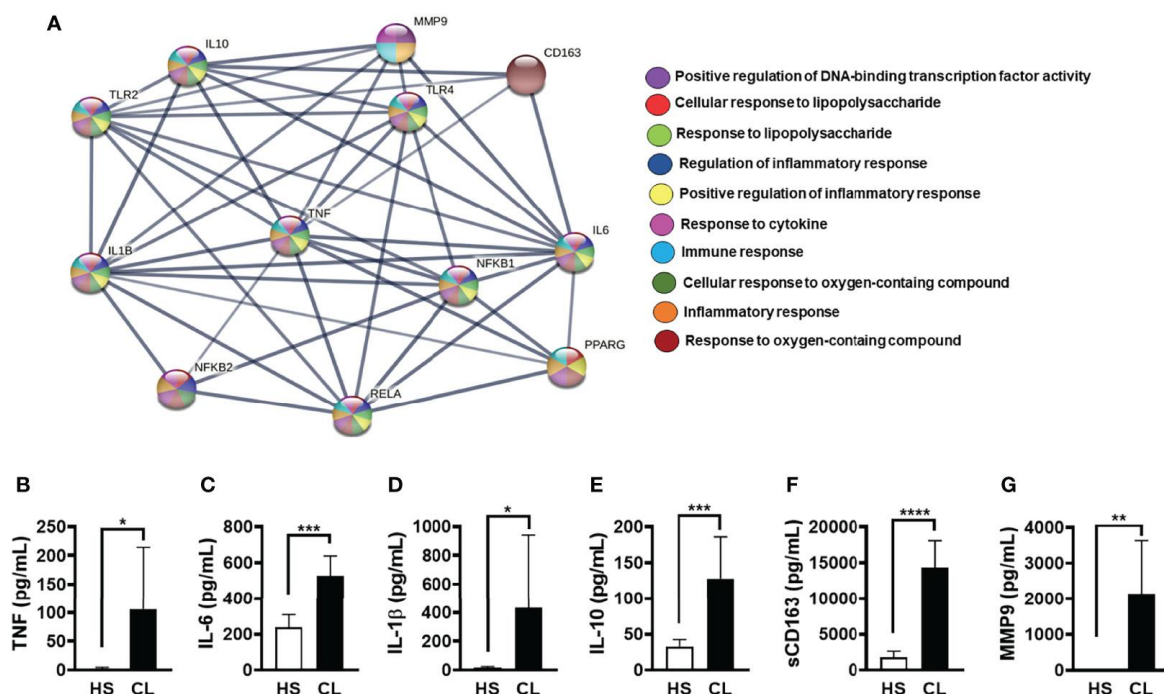 A
MMP9
IL10
CD163
TLR2
TLR4
TNF
IL6
IL1B
NFKB1
PPARG
NFKB2
RELA
Positive regulation of DNA-binding transcription factor activity
Cellular response to lipopolysaccharide
Response to lipopolysaccharide
Regulation of inflammatory response
Positive regulation of inflammatory response
Response to cytokine
Immune response
Cellular response to oxygen-containg compound
Inflammatory response
Response to oxygen-containg compound
B
TNF (pg/mL)
250
200
150
100
50
0
*
HS CL
C
IL-6 (pg/mL)
800
600
400
200
0
***
HS CL
D
IL-1β (pg/mL)
1000
800
600
400
200
0
*
HS CL
E
IL-10 (pg/mL)
200
150
100
50
0
***
HS CL
F
sCD163 (pg/mL)
20000
15000
10000
5000
0
****
HS CL
G
MMP9 (pg/mL)
4000
3000
2000
1000
0
**
HS CL